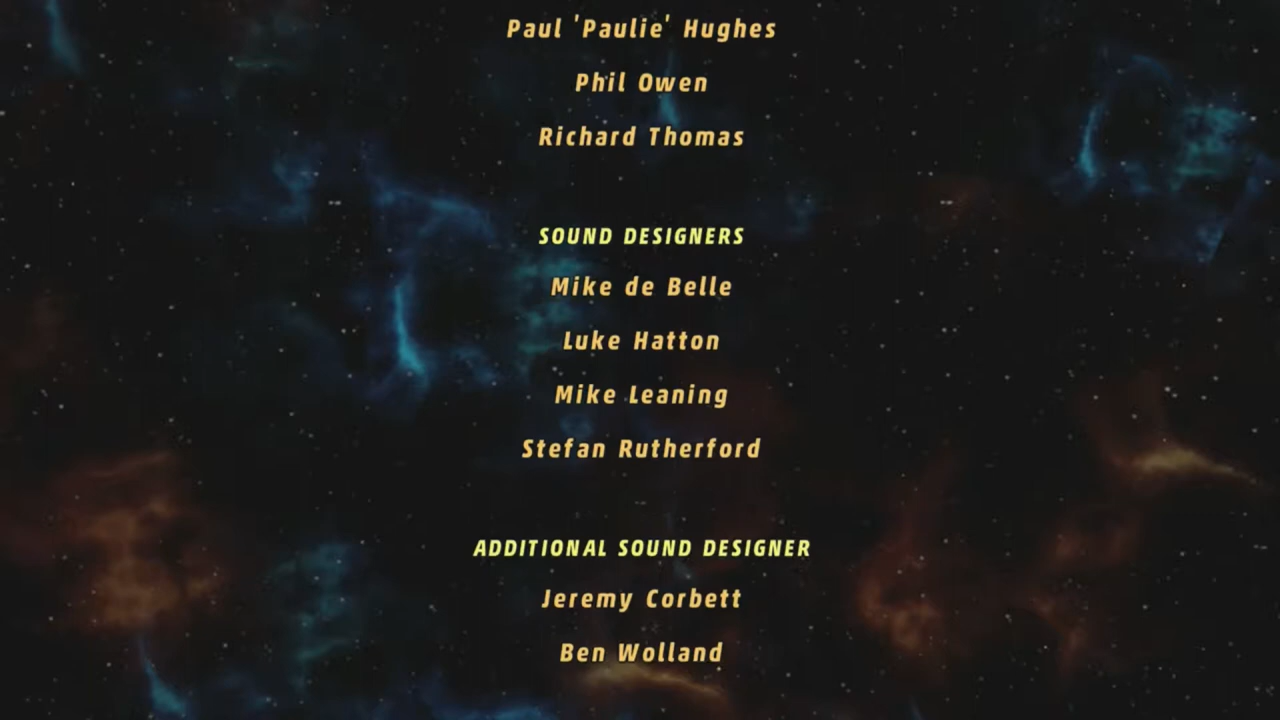 Paul 'Paulie' Hughes
Phil Owen
Richard Thomas
SOUND DESIGNERS
Mike de Belle
Luke Hatton
Mike Leaning
Stefan Rutherford
ADDITIONAL SOUND DESIGNER
Jeremy Corbett
Ben Wolland